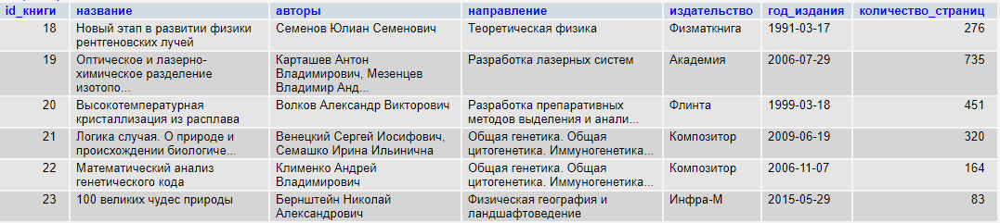 id_книги название авторы направление издательство год_издания количество_страниц
18 Новый этап в развитии физики рентгеновских лучей Семенов Юлиан Семенович Теоретическая физика Физматкнига 1991-03-17 276
19 Оптическое и лазерно-химическое разделение изотопо... Карташев Антон Владимирович, Мезенцев Владимир Анд... Разработка лазерных систем Академия 2006-07-29 735
20 Высокотемпературная кристаллизация из расплава Волков Александр Викторович Разработка препаративных методов выделения и анали... Флинта 1999-03-18 451
21 Логика случая. О природе и происхождении биологиче... Венецкий Сергей Иосифович, Семашко Ирина Ильинична Общая генетика. Общая цитогенетика. Иммуногенетика... Композитор 2009-06-19 320
22 Математический анализ генетического кода Клименко Андрей Владимирович Общая генетика. Общая цитогенетика. Иммуногенетика... Композитор 2006-11-07 164
23 100 великих чудес природы Бернштейн Николай Александрович Физическая география и ландшафтоведение Инфра-М 2015-05-29 83